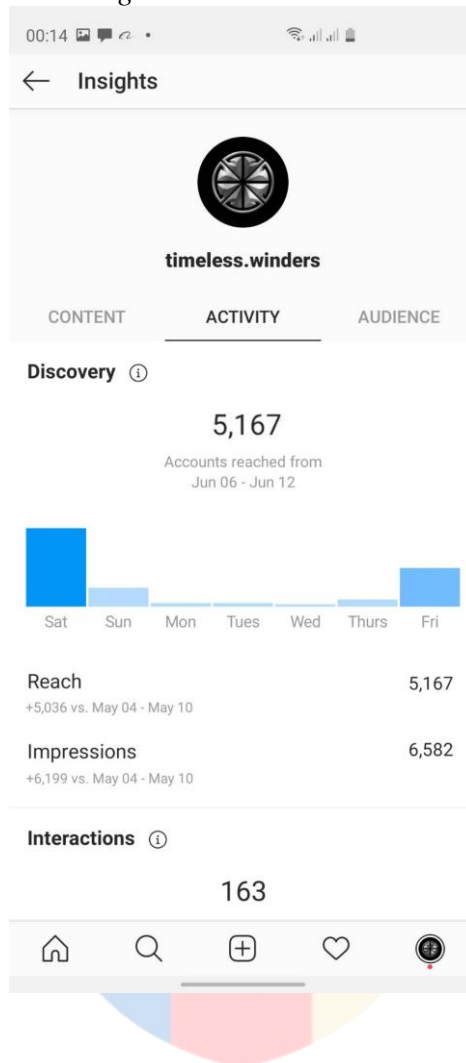 00:14
Insights
timeless.winders
CONTENT ACTIVITY AUDIENCE
Discovery
5,167
Accounts reached from
Jun 06 - Jun 12
Sat Sun Mon Tues Wed Thurs Fri
Reach 5,167
+5,036 vs. May 04 - May 10
Impressions 6,582
+6,199 vs. May 04 - May 10
Interactions
163